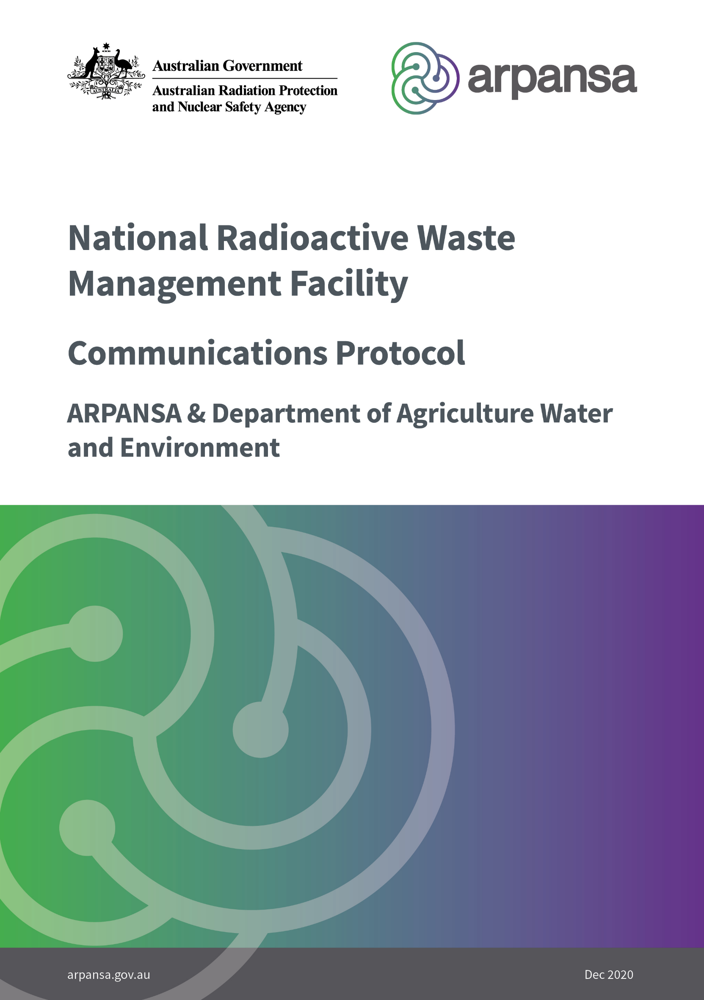 AUSTRALIA
Australian Government
Australian Radiation Protection
and Nuclear Safety Agency
arpansa
National Radioactive Waste
Management Facility
Communications Protocol
ARPANSA & Department of Agriculture Water
and Environment
arpansa.gov.au
Dec 2020